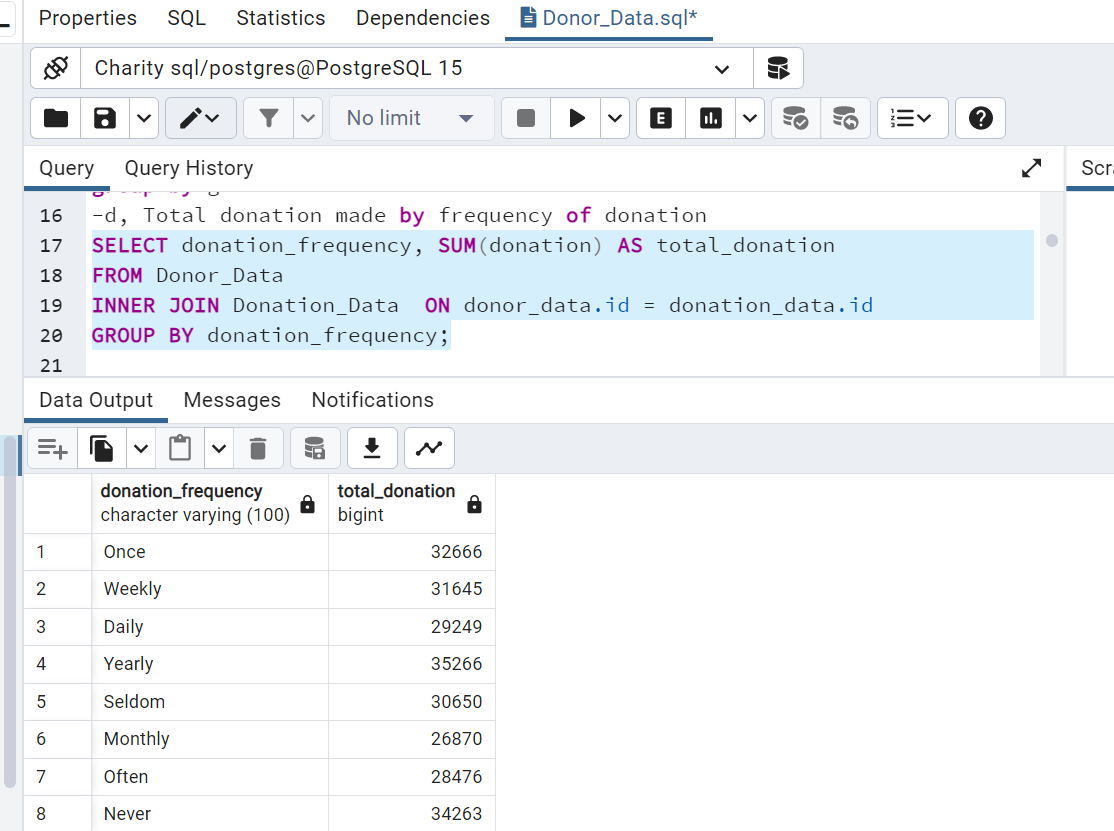 Properties SQL Statistics Dependencies Donor_Data.sql*
Charity sql/postgres@PostgreSQL 15
No limit
E
Query Query History
Scr
group by g
16 -d, Total donation made by frequency of donation
17 SELECT donation_frequency, SUM(donation) AS total_donation
18 FROM Donor_Data
19 INNER JOIN Donation_Data ON donor_data.id = donation_data.id
20 GROUP BY donation_frequency;
21
Data Output Messages Notifications
donation_frequency total_donation
character varying (100) bigint
1 Once 32666
2 Weekly 31645
3 Daily 29249
4 Yearly 35266
5 Seldom 30650
6 Monthly 26870
7 Often 28476
8 Never 34263